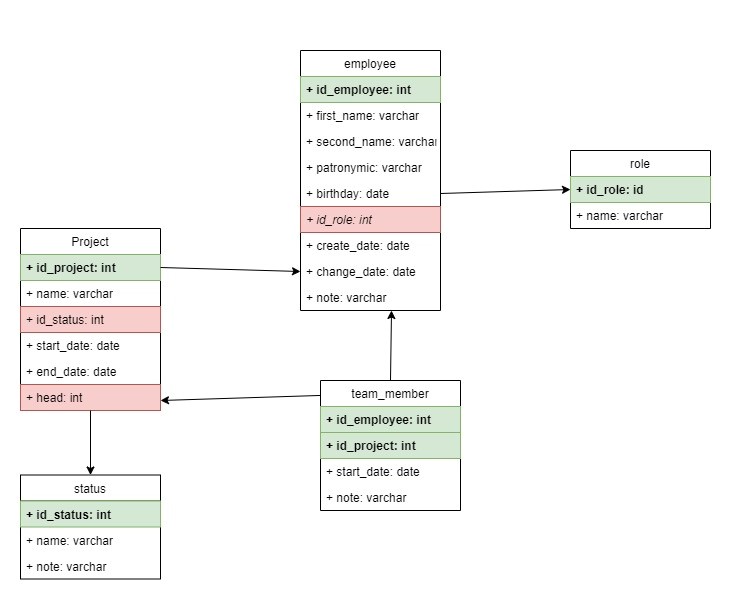 employee
+ id_employee: int
+ first_name: varchar
+ second_name: varchar
+ patronymic: varchar
+ birthday: date
+ id_role: int
+ create_date: date
+ change_date: date
+ note: varchar
role
+ id_role: id
+ name: varchar
Project
+ id_project: int
+ name: varchar
+ id_status: int
+ start_date: date
+ end_date: date
+ head: int
team_member
+ id_employee: int
+ id_project: int
+ start_date: date
+ note: varchar
status
+ id_status: int
+ name: varchar
+ note: varchar